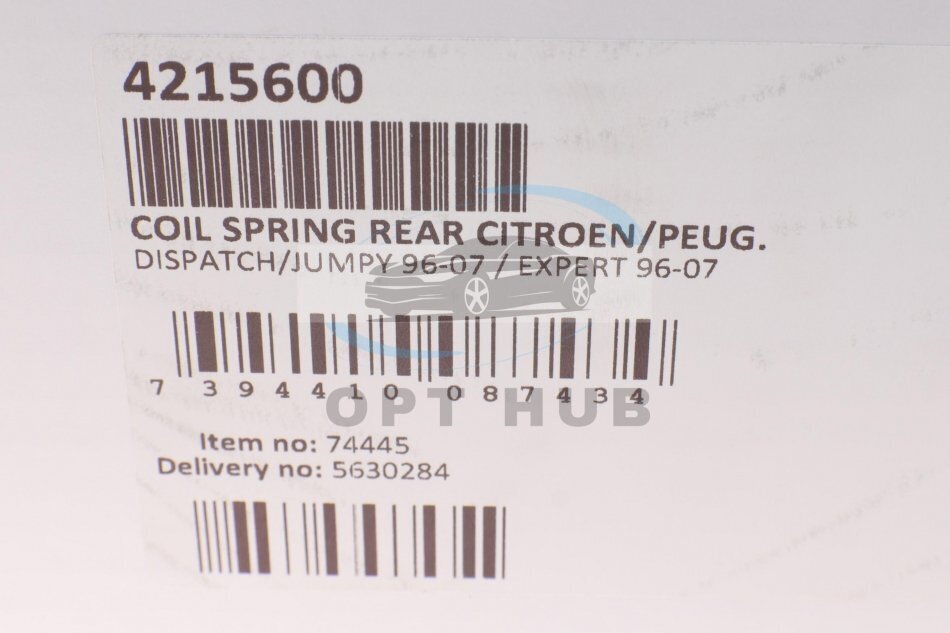 4215600
COIL SPRING REAR CITROEN/PEUG.
DISPATCH/JUMPY 96-07 / EXPERT 96-07
7 394410 087434
OPT HUB
Item no: 74445
Delivery no: 5630284